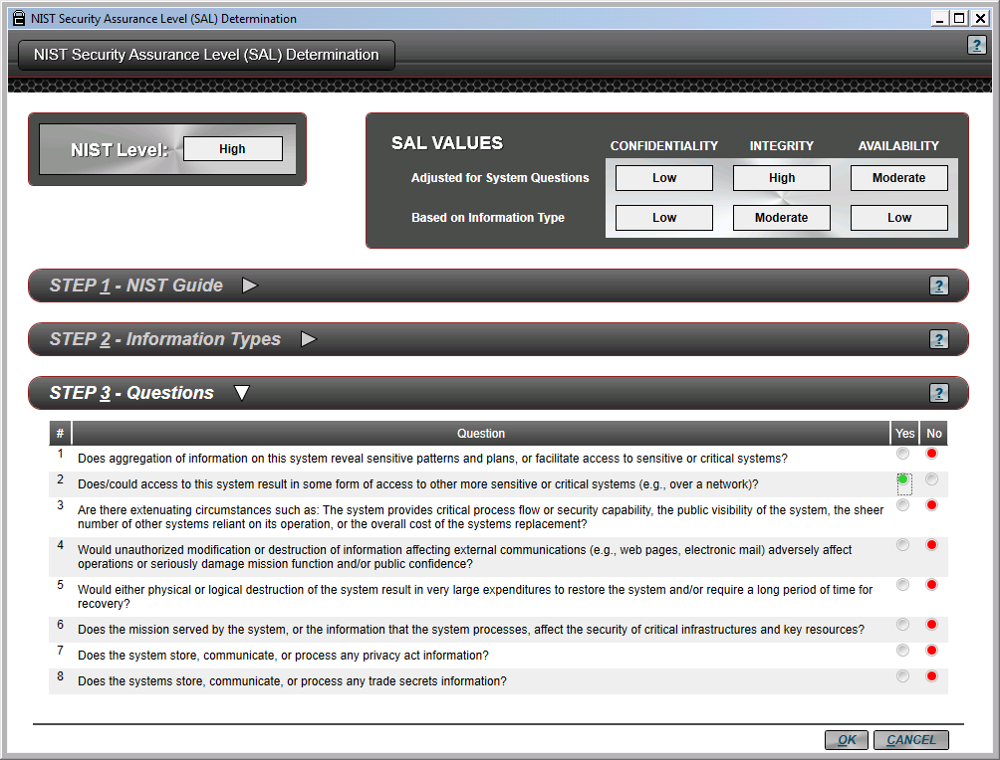 NIST Security Assurance Level (SAL) Determination
NIST Security Assurance Level (SAL) Determination
?
NIST Level: High
SAL VALUES
CONFIDENTIALITY INTEGRITY AVAILABILITY
Adjusted for System Questions Low High Moderate
Based on Information Type Low Moderate Low
STEP 1 - NIST Guide ?
STEP 2 - Information Types ?
STEP 3 - Questions ?
# Question Yes No
1 Does aggregation of information on this system reveal sensitive patterns and plans, or facilitate access to sensitive or critical systems?
2 Does/could access to this system result in some form of access to other more sensitive or critical systems (e.g., over a network)?
3 Are there extenuating circumstances such as: The system provides critical process flow or security capability, the public visibility of the system, the sheer
number of other systems reliant on its operation, or the overall cost of the systems replacement?
4 Would unauthorized modification or destruction of information affecting external communications (e.g., web pages, electronic mail) adversely affect
operations or seriously damage mission function and/or public confidence?
5 Would either physical or logical destruction of the system result in very large expenditures to restore the system and/or require a long period of time for
recovery?
6 Does the mission served by the system, or the information that the system processes, affect the security of critical infrastructures and key resources?
7 Does the system store, communicate, or process any privacy act information?
8 Does the systems store, communicate, or process any trade secrets information?
OK CANCEL